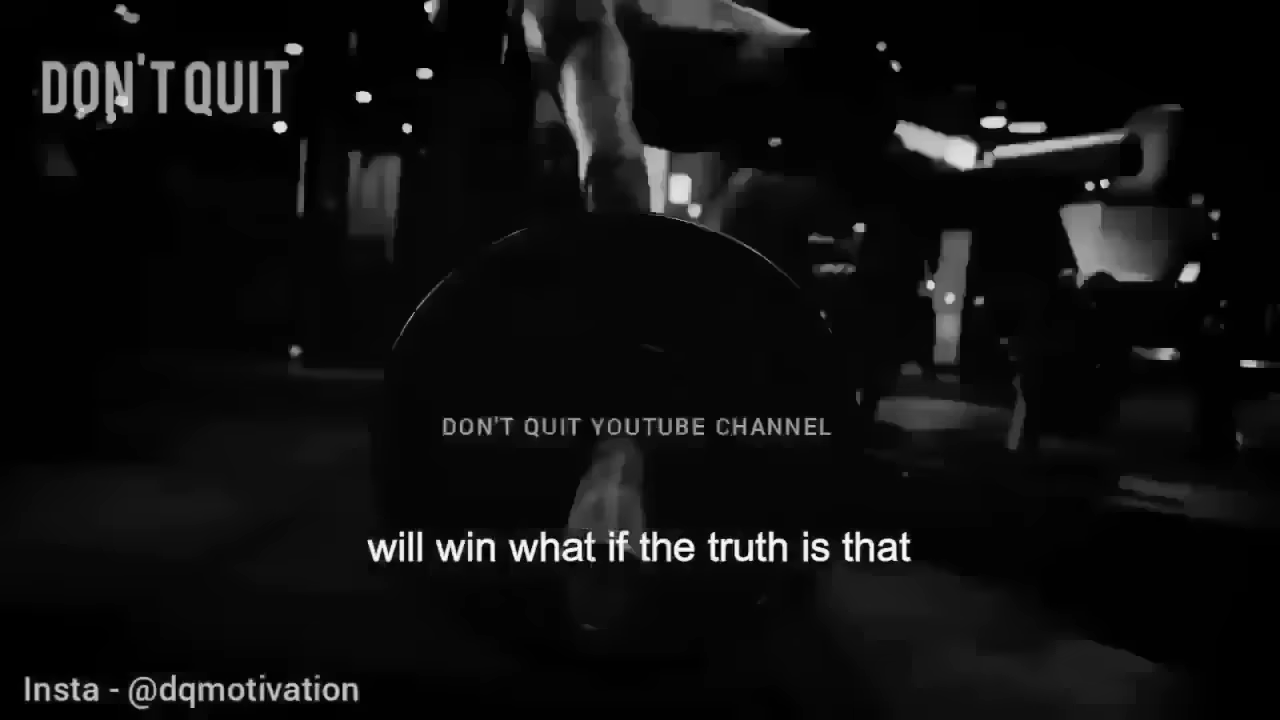 DON'T QUIT
DON'T QUIT YOUTUBE CHANNEL
will win what if the truth is that
Insta - @dqmotivation